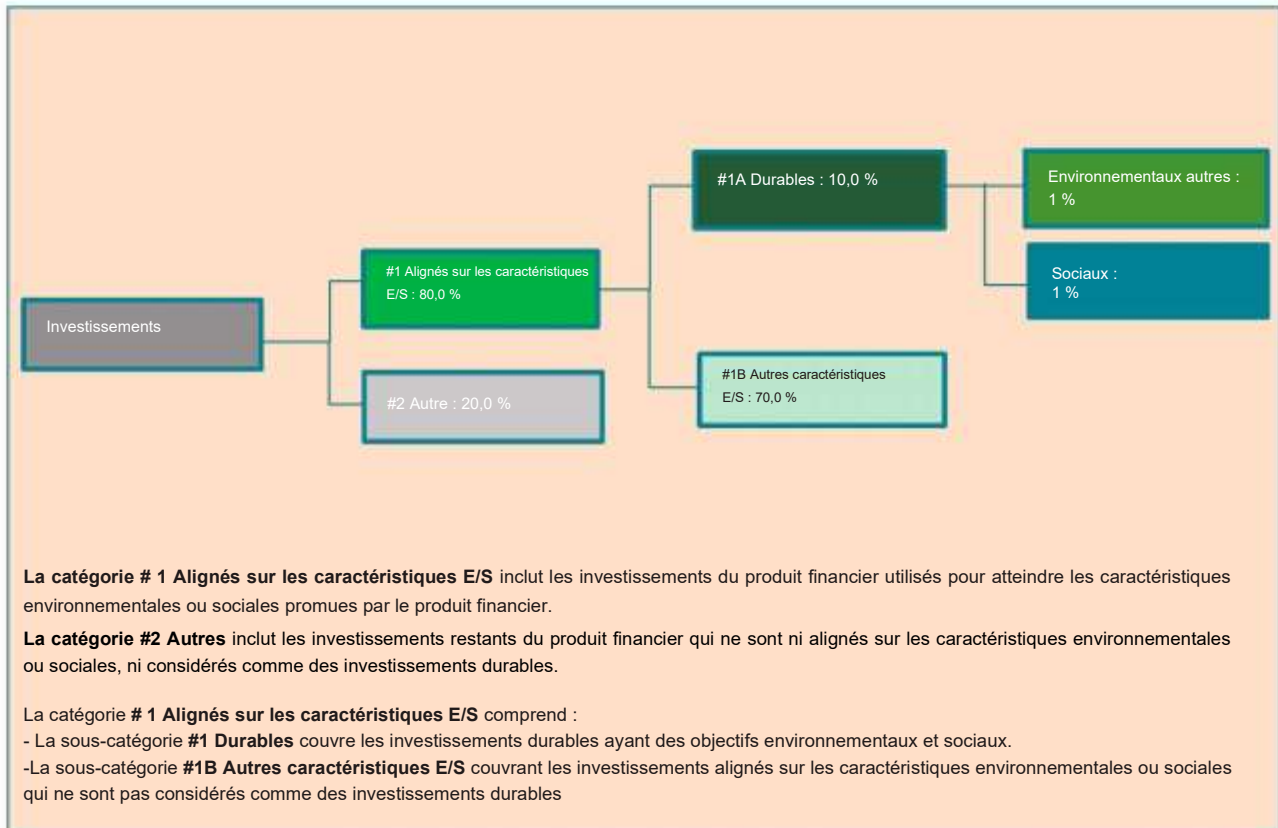 #1A Durables : 10,0 %
Environnementaux autres :
1 %
#1 Alignés sur les caractéristiques
E/S : 80,0 %
Sociaux :
1 %
Investissements
#1B Autres caractéristiques
E/S : 70,0 %
#2 Autre : 20,0 %
La catégorie # 1 Alignés sur les caractéristiques E/S inclut les investissements du produit financier utilisés pour atteindre les caractéristiques
environnementales ou sociales promues par le produit financier.
La catégorie #2 Autres inclut les investissements restants du produit financier qui ne sont ni alignés sur les caractéristiques environnementales
ou sociales, ni considérés comme des investissements durables.
La catégorie # 1 Alignés sur les caractéristiques E/S comprend :
- La sous-catégorie #1 Durables couvre les investissements durables ayant des objectifs environnementaux et sociaux.
-La sous-catégorie #1B Autres caractéristiques E/S couvrant les investissements alignés sur les caractéristiques environnementales ou sociales
qui ne sont pas considérés comme des investissements durables